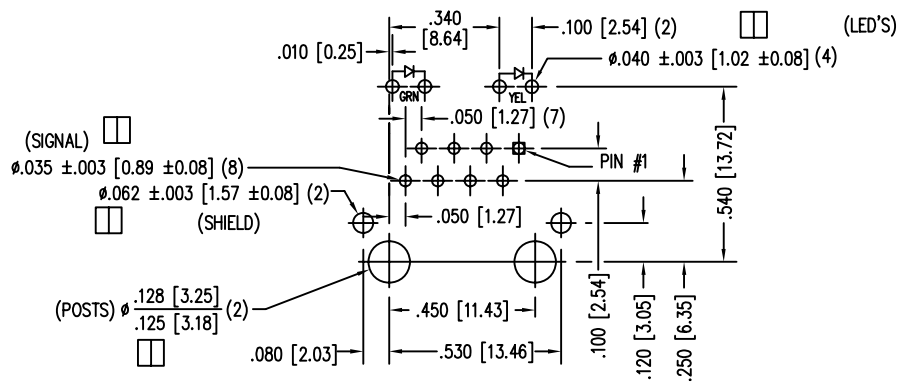 .340
[8.64]
.100 [2.54] (2)
(LED'S)
.010 [0.25]
ø.040 ±.003 [1.02 ±0.08] (4)
GRN
YEL
.050 [1.27] (7)
(SIGNAL)
PIN #1
ø.035 ±.003 [0.89 ±0.08] (8)
ø.062 ±.003 [1.57 ±0.08] (2)
(SHIELD)
.050 [1.27]
.540 [13.72]
(POSTS) ø .128 [3.25]
.125 [3.18] (2)
.450 [11.43]
.080 [2.03]
.530 [13.46]
.100 [2.54]
.120 [3.05]
.250 [6.35]